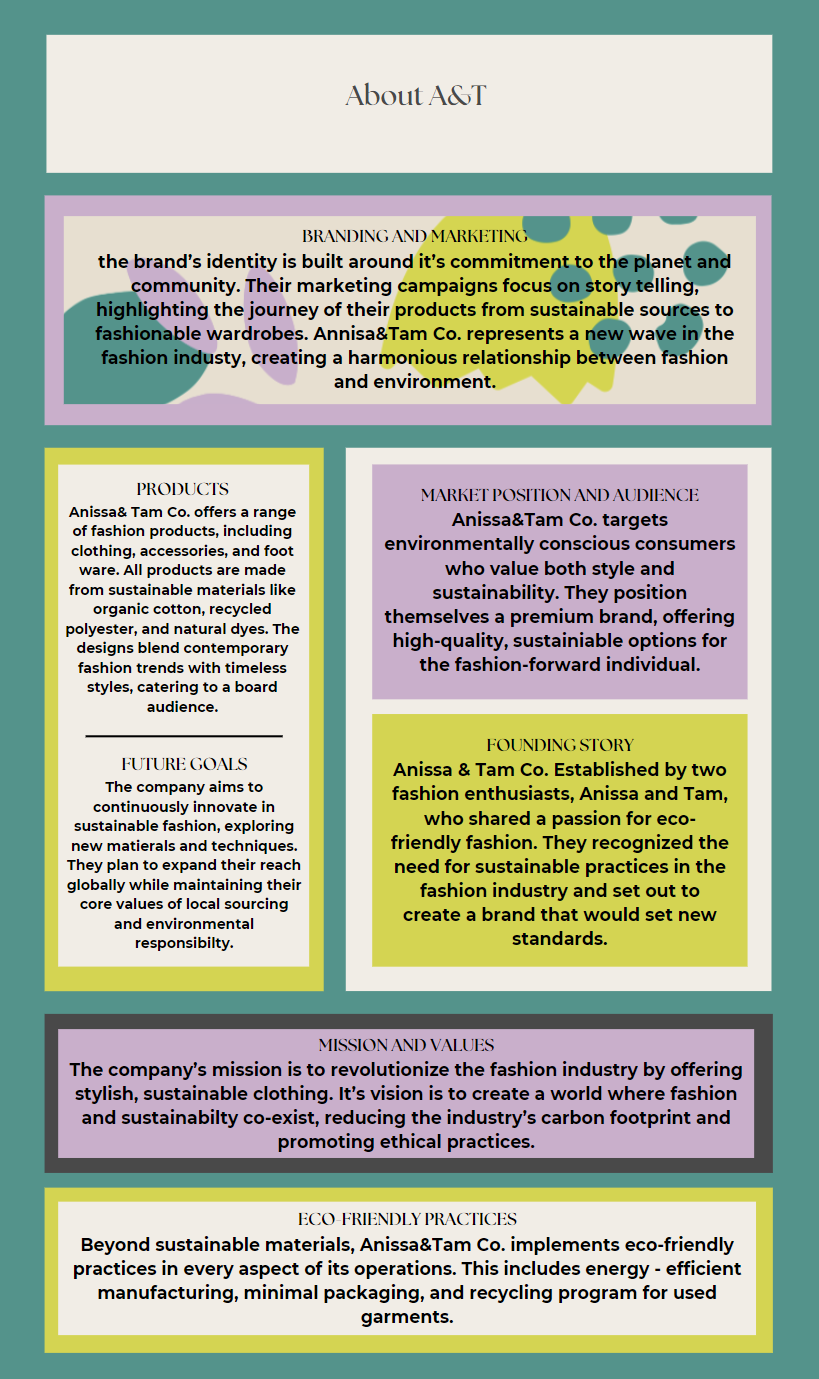 About A&T
BRANDING AND MARKETING
the brand's identity is built around it's commitment to the planet and
community. Their marketing campaigns focus on story telling,
highlighting the journey of their products from sustainable sources to
fashionable wardrobes. Annisa&Tam Co. represents a new wave in the
fashion industy, creating a harmonious relationship between fashion
and environment.
PRODUCTS
Anissa& Tam Co. offers a range
of fashion products, including
clothing, accessories, and foot
ware. All products are made
from sustainable materials like
organic cotton, recycled
polyester, and natural dyes. The
designs blend contemporary
fashion trends with timeless
styles, catering to a board
audience.
FUTURE GOALS
The company aims to
continuously innovate in
sustainable fashion, exploring
new matierals and techniques.
They plan to expand their reach
globally while maintaining their
core values of local sourcing
and environmental
responsibilty.
MARKET POSITION AND AUDIENCE
Anissa&Tam Co. targets
environmentally conscious consumers
who value both style and
sustainability. They position
themselves a premium brand, offering
high-quality, sustainiable options for
the fashion-forward individual.
FOUNDING STORY
Anissa & Tam Co. Established by two
fashion enthusiasts, Anissa and Tam,
who shared a passion for eco-
friendly fashion. They recognized the
need for sustainable practices in the
fashion industry and set out to
create a brand that would set new
standards.
MISSION AND VALUES
The company's mission is to revolutionize the fashion industry by offering
stylish, sustainable clothing. It's vision is to create a world where fashion
and sustainabilty co-exist, reducing the industry's carbon footprint and
promoting ethical practices.
ECO-FRIENDLY PRACTICES
Beyond sustainable materials, Anissa&Tam Co. implements eco-friendly
practices in every aspect of its operations. This includes energy - efficient
manufacturing, minimal packaging, and recycling program for used
garments.